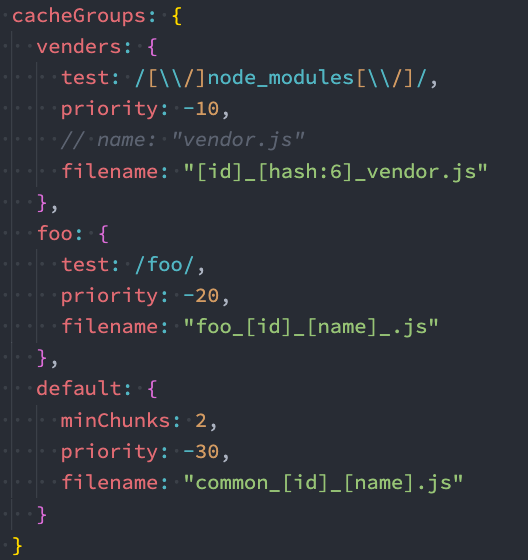 cacheGroups: {
venders: {
test: /[\\/]node_modules[\\/]/,
priority: -10,
// name: "vendor.js"
filename: "[id]_[hash:6]_vendor.js"
},
foo: {
test: /foo/,
priority: -20,
filename: "foo_[id]_[name]_.js"
},
default: {
minChunks: 2,
priority: -30,
filename: "common_[id]_[name].js"
}
}